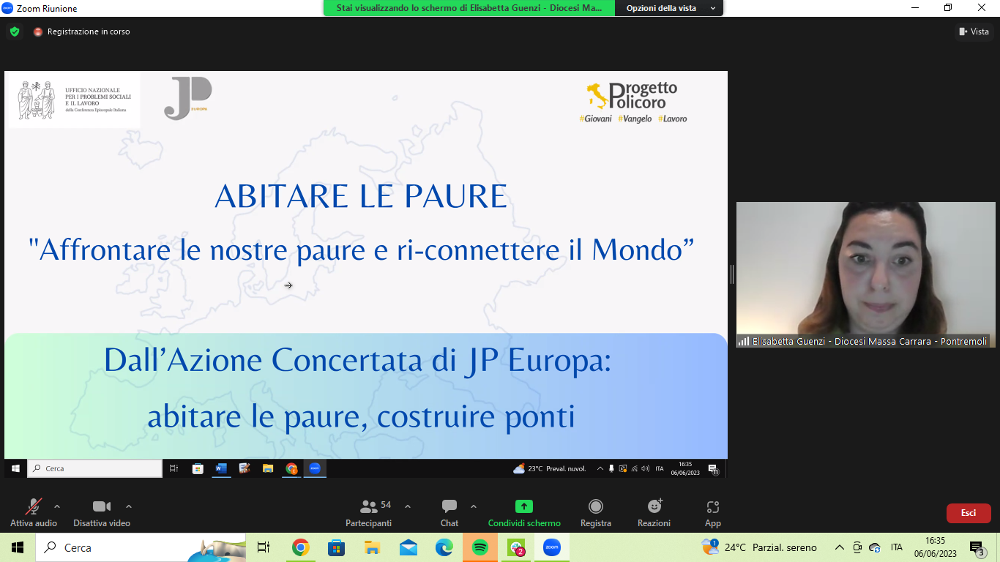 Zoom Riunione
Stai visualizzando lo schermo di Elisabetta Guenzi - Diocesi Ma...
Opzioni della vista
Registrazione in corso
Vista
UFFICIO NAZIONALE
PER I PROBLEMI SOCIALI
E IL LAVORO
della Conferenza Episcopale Italiana
JP
EUROPA
Progetto
Policoro
#Giovani #Vangelo #Lavoro
ABITARE LE PAURE
"Affrontare le nostre paure e ri-connettere il Mondo”
Dall’Azione Concertata di JP Europa:
abitare le paure, costruire ponti
Elisabetta Guenzi - Diocesi Massa Carrara - Pontremoli
Cerca
23°C Preval. nuvol.
ITA
16:35
06/06/2023
11
54
Attiva audio
Disattiva video
Partecipanti
Chat
Condividi schermo
Registra
Reazioni
App
Esci
Cerca
2
zoom
1
24°C Parzial. sereno
ITA
16:35
06/06/2023
3